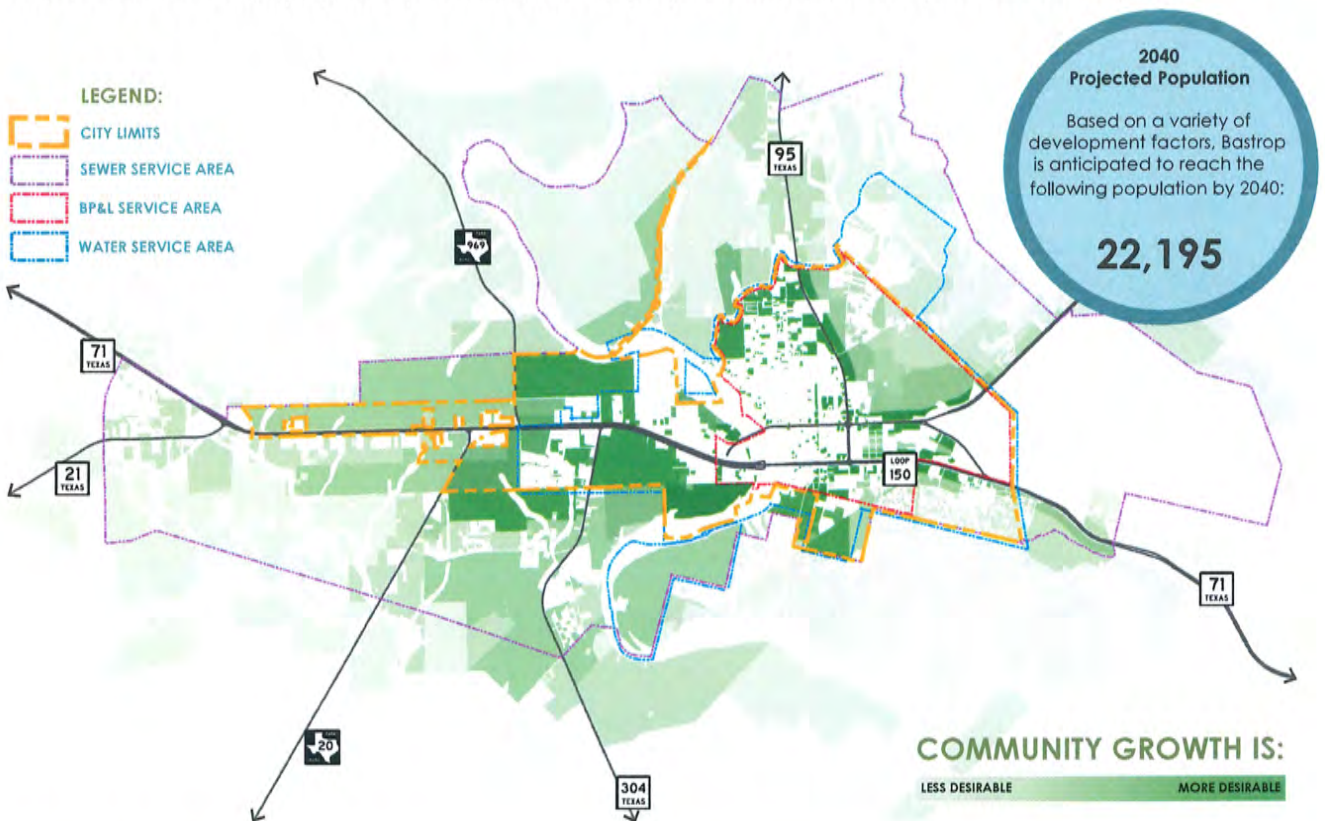 2040
Projected Population
Based on a variety of
development factors, Bastrop
is anticipated to reach the
following population by 2040:
22,195
LEGEND:
CITY LIMITS
SEWER SERVICE AREA
BP&L SERVICE AREA
WATER SERVICE AREA
95
TEXAS
969
71
TEXAS
21
TEXAS
LOOP
150
71
TEXAS
20
304
TEXAS
COMMUNITY GROWTH IS:
LESS DESIRABLE
MORE DESIRABLE